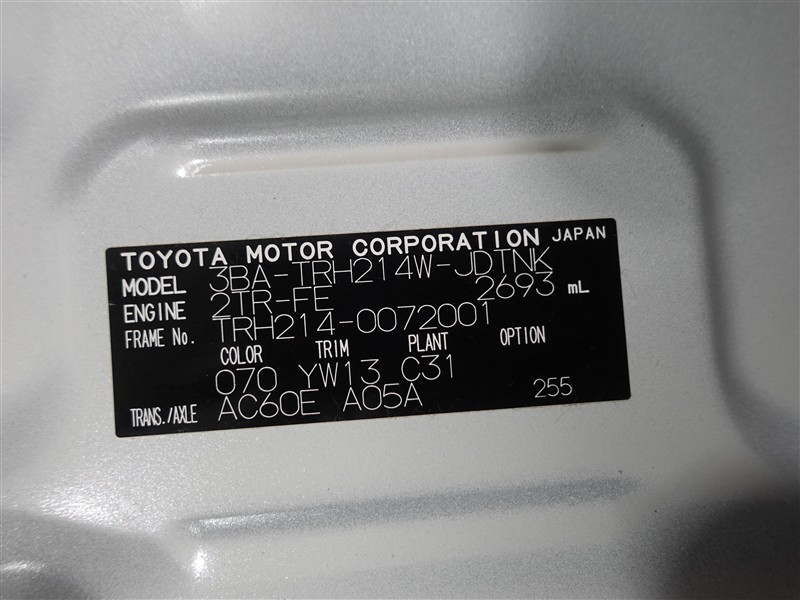 TOYOTA MOTOR CORPORATION JAPAN
MODEL 3BA-TRH214W-JDTNK
ENGINE 2TR-FE 2693 mL
FRAME No. TRH214-0072001
COLOR TRIM PLANT OPTION
070 YW13 C31
TRANS./AXLE AC60E A05A 255